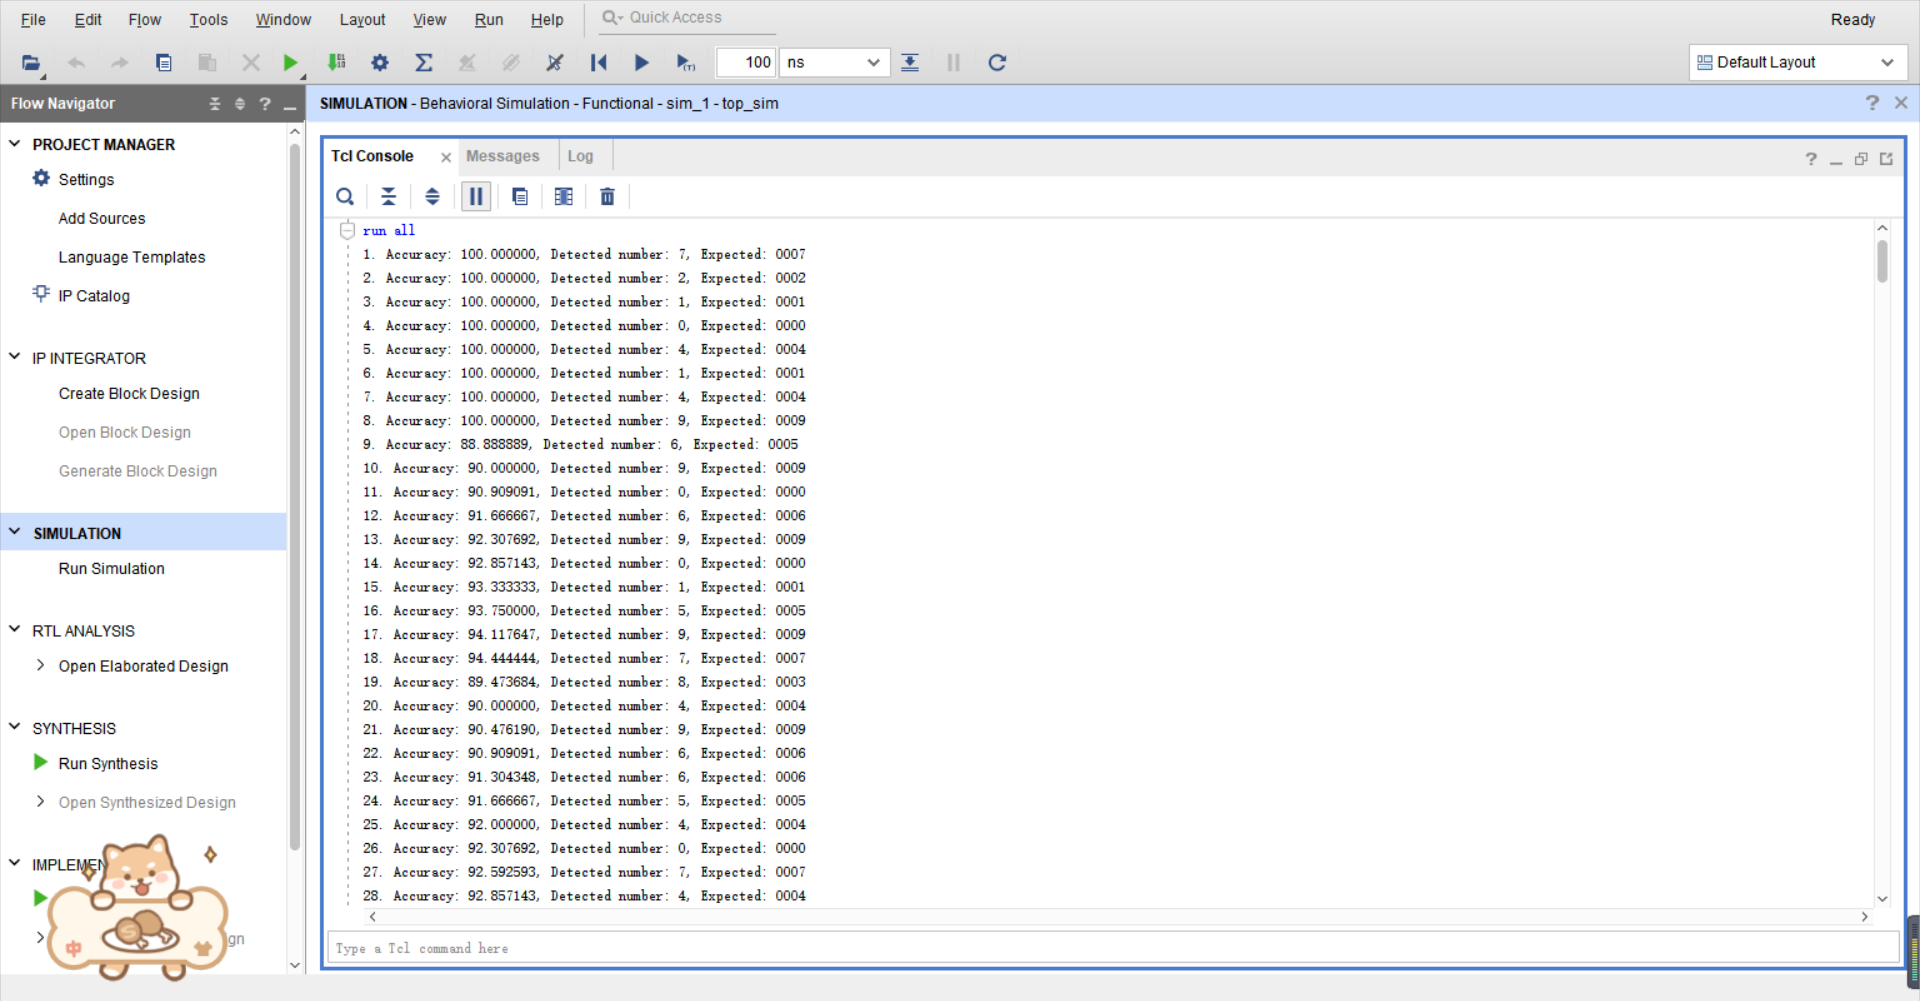 File Edit Flow Tools Window Layout View Run Help Quick Access Ready
100 ns Default Layout
Flow Navigator
SIMULATION - Behavioral Simulation - Functional - sim_1 - top_sim
PROJECT MANAGER
Settings
Add Sources
Language Templates
IP Catalog
IP INTEGRATOR
Create Block Design
Open Block Design
Generate Block Design
SIMULATION
Run Simulation
RTL ANALYSIS
Open Elaborated Design
SYNTHESIS
Run Synthesis
Open Synthesized Design
IMPLEMEN
gn
中
Tcl Console Messages Log
run all
1. Accuracy: 100.000000, Detected number: 7, Expected: 0007
2. Accuracy: 100.000000, Detected number: 2, Expected: 0002
3. Accuracy: 100.000000, Detected number: 1, Expected: 0001
4. Accuracy: 100.000000, Detected number: 0, Expected: 0000
5. Accuracy: 100.000000, Detected number: 4, Expected: 0004
6. Accuracy: 100.000000, Detected number: 1, Expected: 0001
7. Accuracy: 100.000000, Detected number: 4, Expected: 0004
8. Accuracy: 100.000000, Detected number: 9, Expected: 0009
9. Accuracy: 88.888889, Detected number: 6, Expected: 0005
10. Accuracy: 90.000000, Detected number: 9, Expected: 0009
11. Accuracy: 90.909091, Detected number: 0, Expected: 0000
12. Accuracy: 91.666667, Detected number: 6, Expected: 0006
13. Accuracy: 92.307692, Detected number: 9, Expected: 0009
14. Accuracy: 92.857143, Detected number: 0, Expected: 0000
15. Accuracy: 93.333333, Detected number: 1, Expected: 0001
16. Accuracy: 93.750000, Detected number: 5, Expected: 0005
17. Accuracy: 94.117647, Detected number: 9, Expected: 0009
18. Accuracy: 94.444444, Detected number: 7, Expected: 0007
19. Accuracy: 89.473684, Detected number: 8, Expected: 0003
20. Accuracy: 90.000000, Detected number: 4, Expected: 0004
21. Accuracy: 90.476190, Detected number: 9, Expected: 0009
22. Accuracy: 90.909091, Detected number: 6, Expected: 0006
23. Accuracy: 91.304348, Detected number: 6, Expected: 0006
24. Accuracy: 91.666667, Detected number: 5, Expected: 0005
25. Accuracy: 92.000000, Detected number: 4, Expected: 0004
26. Accuracy: 92.307692, Detected number: 0, Expected: 0000
27. Accuracy: 92.592593, Detected number: 7, Expected: 0007
28. Accuracy: 92.857143, Detected number: 4, Expected: 0004
Type a Tcl command here